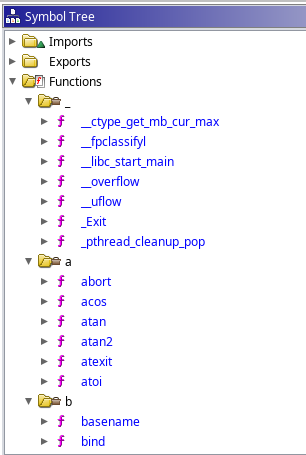 Symbol Tree
Imports
Exports
Functions
_
__ctype_get_mb_cur_max
__fpclassifyl
__libc_start_main
__overflow
__uflow
_Exit
_pthread_cleanup_pop
a
abort
acos
atan
atan2
atexit
atoi
b
basename
bind